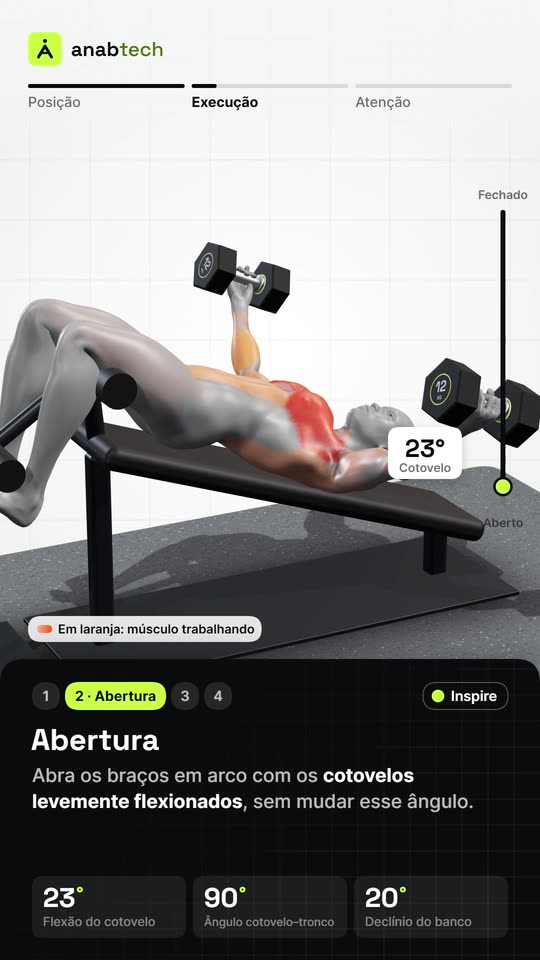 anabtech
Posição
Execução
Atenção
Fechado
12
KG
23°
Cotovelo
Aberto
Em laranja: músculo trabalhando
1
2 · Abertura
3
4
Inspire
Abertura
Abra os braços em arco com os cotovelos
levemente flexionados, sem mudar esse ângulo.
23°
90°
20°
Flexão do cotovelo
Ângulo cotovelo–tronco
Declínio do banco